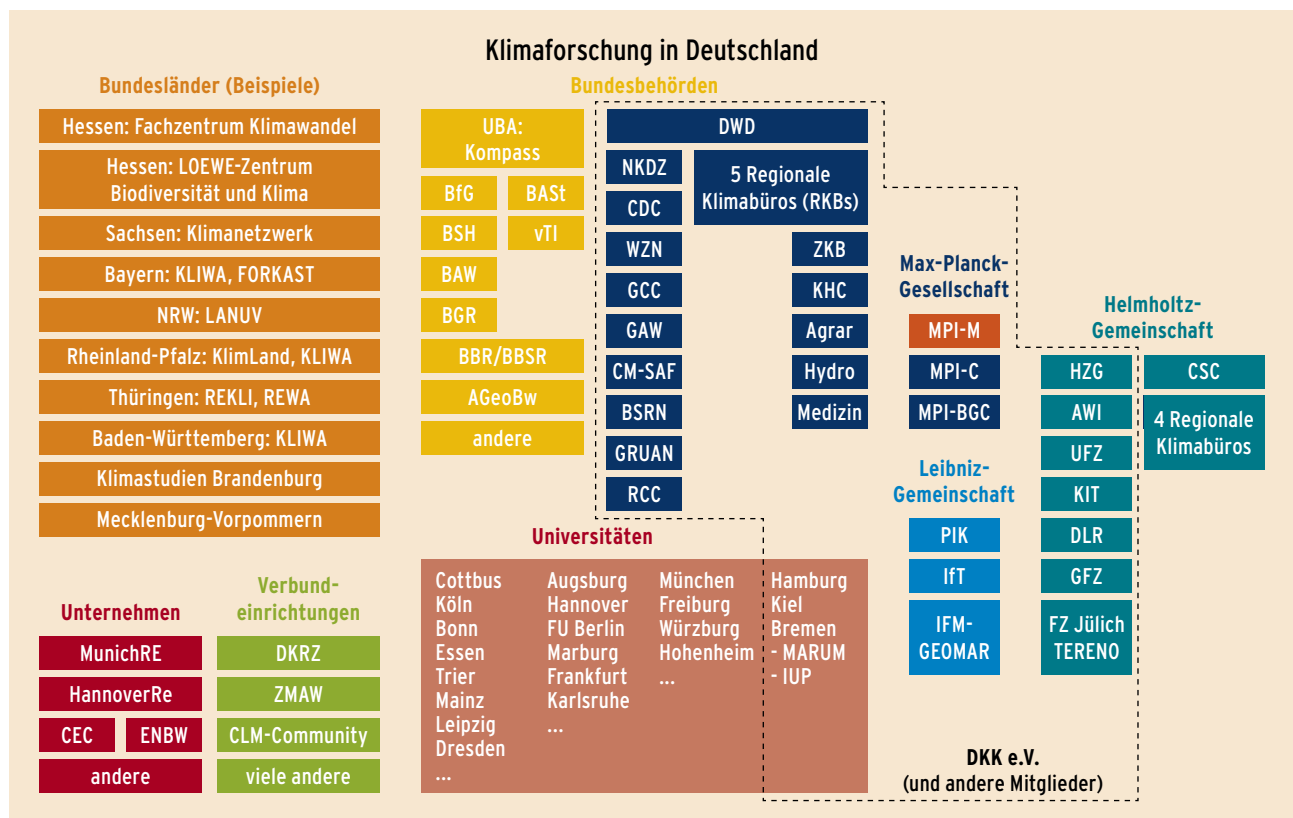 Klimaforschung in Deutschland
Bundesländer (Beispiele)
Hessen: Fachzentrum Klimawandel
Hessen: LOEWE-Zentrum
Biodiversität und Klima
Sachsen: Klimanetzwerk
Bayern: KLIWA, FORKAST
NRW: LANUV
Rheinland-Pfalz: KlimLand, KLIWA
Thüringen: REKLI, REWA
Baden-Württemberg: KLIWA
Klimastudien Brandenburg
Mecklenburg-Vorpommern
Bundesbehörden
UBA:
Kompass
BfG
BASt
BSH
vTI
BAW
BGR
BBR/BBSR
AGeoBw
andere
DWD
NKDZ
CDC
WZN
GCC
GAW
CM-SAF
BSRN
GRUAN
RCC
5 Regionale
Klimabüros (RKBs)
ZKB
KHC
Agrar
Hydro
Medizin
Max-Planck-
Gesellschaft
MPI-M
MPI-C
MPI-BGC
Helmholtz-
Gemeinschaft
HZG
AWI
UFZ
KIT
DLR
GFZ
FZ Jülich
TERENO
CSC
4 Regionale
Klimabüros
Leibniz-
Gemeinschaft
PIK
IfT
IFM-
GEOMAR
Unternehmen
MunichRE
HannoverRe
CEC
ENBW
andere
Verbund-
einrichtungen
DKRZ
ZMAW
CLM-Community
viele andere
Universitäten
Cottbus
Köln
Bonn
Essen
Trier
Mainz
Leipzig
Dresden
...
Augsburg
Hannover
FU Berlin
Marburg
Frankfurt
Karlsruhe
...
München
Freiburg
Würzburg
Hohenheim
...
Hamburg
Kiel
Bremen
- MARUM
- IUP
DKK e.V.
(und andere Mitglieder)